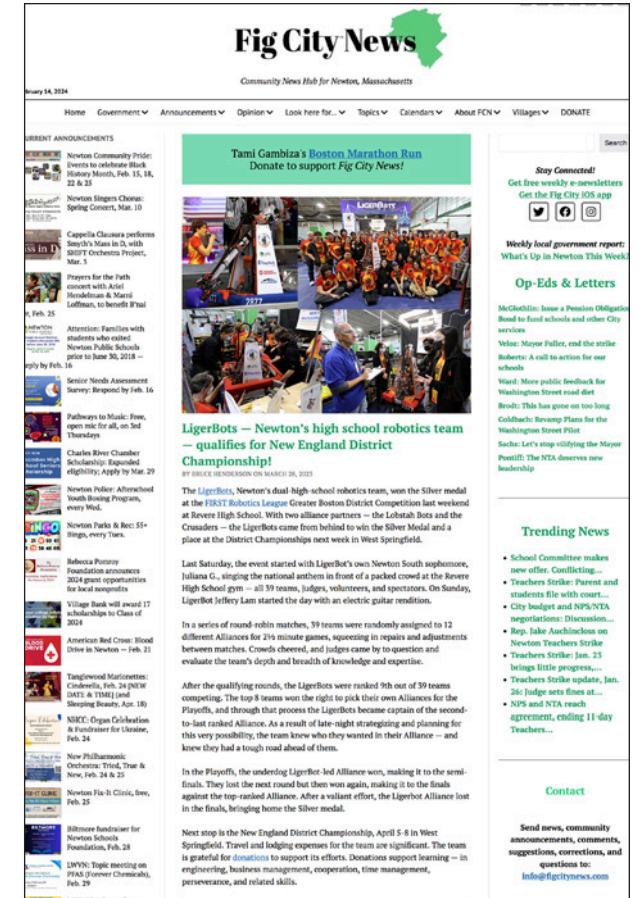 Fig City News
Community News Hub for Newton, Massachusetts
bruary 14, 2024
Home Government Announcements Opinion Look here for... Topics Calendars About FCN Villages DONATE
URRENT ANNOUNCEMENTS
Newton Community Pride:
Events to celebrate Black
History Month, Feb. 15, 18,
22 & 25
Newton Singers Chorus:
Spring Concert, Mar. 10
Cappella Clausura performs
Smyth's Mass in D, with
SHIFT Orchestra Project,
Mar. 3
Prayers for the Path
concert with Ariel
Hendelman & Marni
Loffman, to benefit B'nai
, Feb. 25
Attention: Families with
students who exited
Newton Public Schools
prior to June 30, 2018 —
eply by Feb. 16
Senior Needs Assessment
Survey: Respond by Feb. 16
Pathways to Music: Free,
open mic for all, on 3rd
Thursdays
Charles River Chamber
Scholarship: Expanded
eligibility; Apply by Mar. 29
Newton Police: Afterschool
Youth Boxing Program,
every Wed.
Newton Parks & Rec: 55+
Bingo, every Tues.
Rebecca Pomroy
Foundation announces
2024 grant opportunities
for local nonprofits
Village Bank will award 17
scholarships to Class of
2024
American Red Cross: Blood
Drive in Newton — Feb. 21
Tanglewood Marionettes:
Cinderella, Feb. 24 [NEW
DATE & TIME] (and
Sleeping Beauty, Apr. 18)
NHCC: Organ Celebration
& Fundraiser for Ukraine,
Feb. 24
New Philharmonic
Orchestra: Tried, True &
New, Feb. 24 & 25
Newton Fix-It Clinic, free,
Feb. 25
Biltmore fundraiser for
Newton Schools
Foundation, Feb. 28
LWVN: Topic meeting on
PFAS (Forever Chemicals),
Feb. 29
Tami Gambiza's Boston Marathon Run
Donate to support Fig City News!
LIGERBOTS
2877
LigerBots — Newton's high school robotics team
— qualifies for New England District
Championship!
BY BRUCE HENDERSON ON MARCH 28, 2023
The LigerBots, Newton's dual-high-school robotics team, won the Silver medal
at the FIRST Robotics League Greater Boston District Competition last weekend
at Revere High School. With two alliance partners — the Lobstah Bots and the
Crusaders — the LigerBots came from behind to win the Silver Medal and a
place at the District Championships next week in West Springfield.
Last Saturday, the event started with LigerBot's own Newton South sophomore,
Juliana G., singing the national anthem in front of a packed crowd at the Revere
High School gym — all 39 teams, judges, volunteers, and spectators. On Sunday,
LigerBot Jeffery Lam started the day with an electric guitar rendition.
In a series of round-robin matches, 39 teams were randomly assigned to 12
different Alliances for 2½ minute games, squeezing in repairs and adjustments
between matches. Crowds cheered, and judges came by to question and
evaluate the team's depth and breadth of knowledge and expertise.
After the qualifying rounds, the LigerBots were ranked 9th out of 39 teams
competing. The top 8 teams won the right to pick their own Alliances for the
Playoffs, and through that process the LigerBots became captain of the second-
to-last ranked Alliance. As a result of late-night strategizing and planning for
this very possibility, the team knew who they wanted in their Alliance — and
knew they had a tough road ahead of them.
In the Playoffs, the underdog LigerBot-led Alliance won, making it to the semi-
finals. They lost the next round but then won again, making it to the finals
against the top-ranked Alliance. After a valiant effort, the Ligerbot Alliance lost
in the finals, bringing home the Silver medal.
Next stop is the New England District Championship, April 5-8 in West
Springfield. Travel and lodging expenses for the team are significant. The team
is grateful for donations to support its efforts. Donations support learning — in
engineering, business management, cooperation, time management,
perseverance, and related skills.
Search
Stay Connected!
Get free weekly e-newsletters
Get the Fig City iOS app
Weekly local government report:
What's Up in Newton This Week?
Op-Eds & Letters
McGlothlin: Issue a Pension Obligation
Bond to fund schools and other City
services
Veloz: Mayor Fuller, end the strike
Roberts: A call to action for our
schools
Ward: More public feedback for
Washington Street road diet
Brodt: This has gone on too long
Goldbach: Revamp Plans for the
Washington Street Pilot
Sachs: Let's stop vilifying the Mayor
Pontiff: The NTA deserves new
leadership
Trending News
School Committee makes
new offer. Conflicting...
Teachers Strike: Parent and
students file with court...
City budget and NPS/NTA
negotiations: Discussion...
Rep. Jake Auchincloss on
Newton Teachers Strike
Teachers Strike: Jan. 23
brings little progress,...
Teachers Strike update, Jan.
26: Judge sets fines at...
NPS and NTA reach
agreement, ending 11-day
Teachers...
Contact
Send news, community
announcements, comments,
suggestions, corrections, and
questions to:
info@figcitynews.com